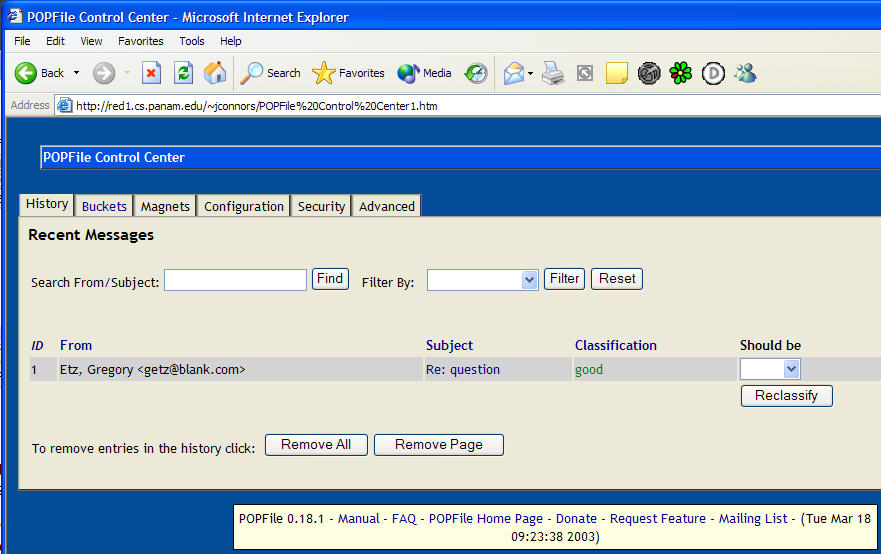 POPFile Control Center - Microsoft Internet Explorer
File Edit View Favorites Tools Help
Back Search Favorites Media
Address http://red1.cs.panam.edu/~jconnors/POPFile%20Control%20Center1.htm
POPFile Control Center
History Buckets Magnets Configuration Security Advanced
Recent Messages
Search From/Subject: Find Filter By: Filter Reset
ID From Subject Classification Should be
1 Etz, Gregory <getz@blank.com> Re: question good
Reclassify
To remove entries in the history click: Remove All Remove Page
POPFile 0.18.1 - Manual - FAQ - POPFile Home Page - Donate - Request Feature - Mailing List - (Tue Mar 18
09:23:38 2003)